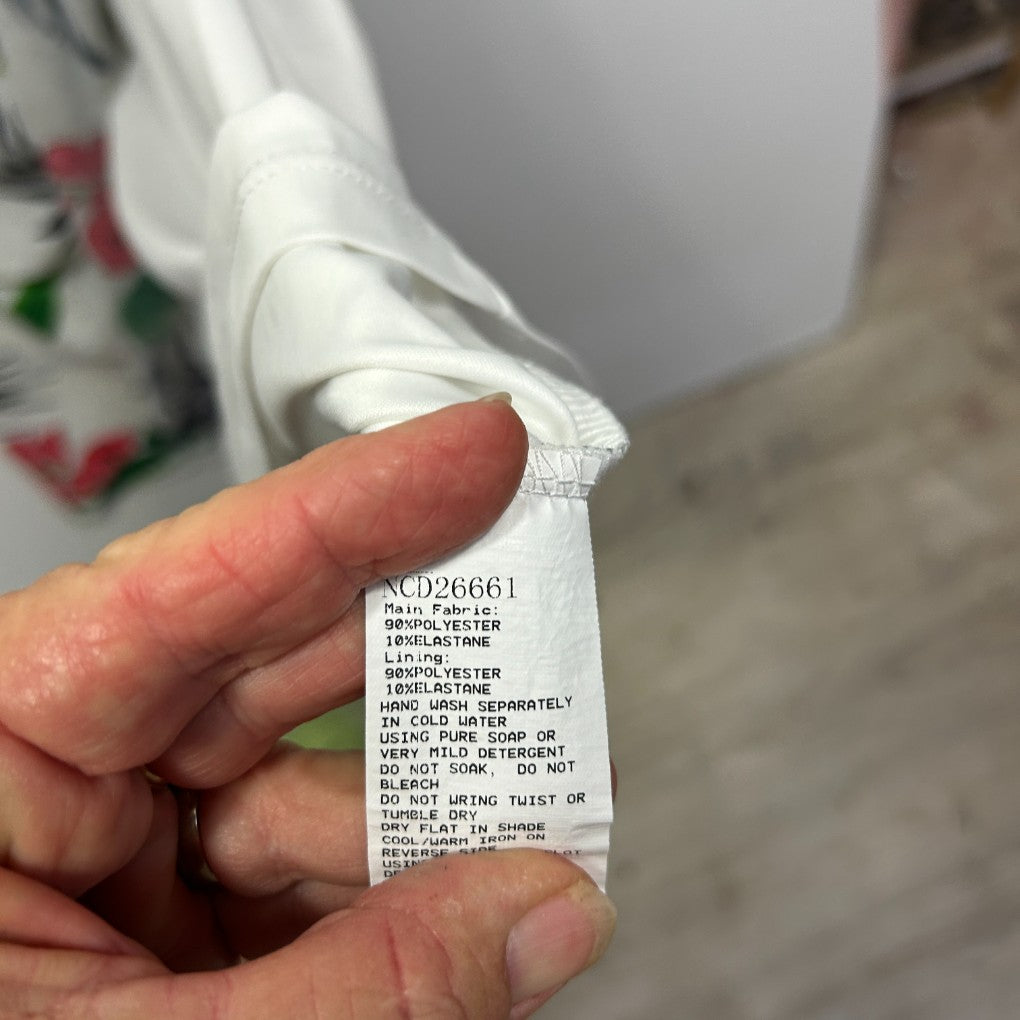 NCD26661
Main Fabric:
90%POLYESTER
10%ELASTANE
Lining:
90%POLYESTER
10%ELASTANE
HAND WASH SEPARATELY
IN COLD WATER
USING PURE SOAP OR
VERY MILD DETERGENT
DO NOT SOAK, DO NOT
BLEACH
DO NOT WRING TWIST OR
TUMBLE DRY
DRY FLAT IN SHADE
COOL/WARM IRON ON
REVERSE